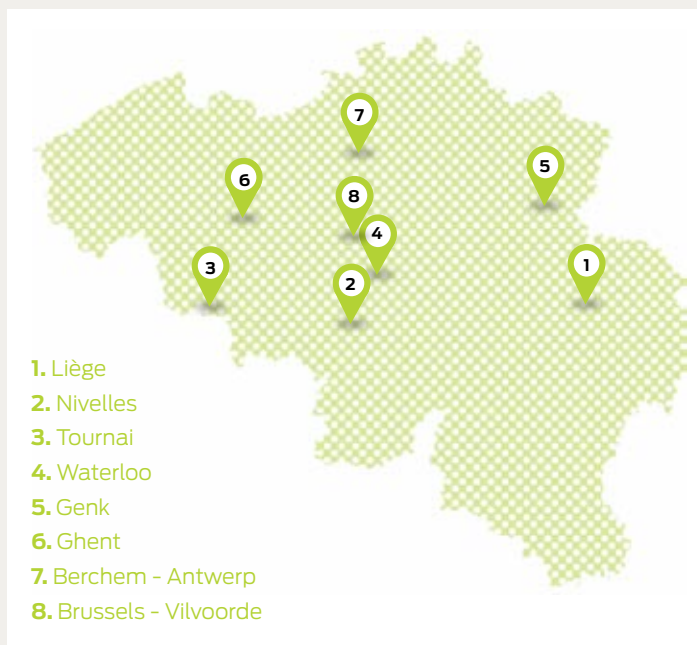 7
5
6
8
4
3
1
2
1. Liège
2. Nivelles
3. Tournai
4. Waterloo
5. Genk
6. Ghent
7. Berchem - Antwerp
8. Brussels - Vilvoorde